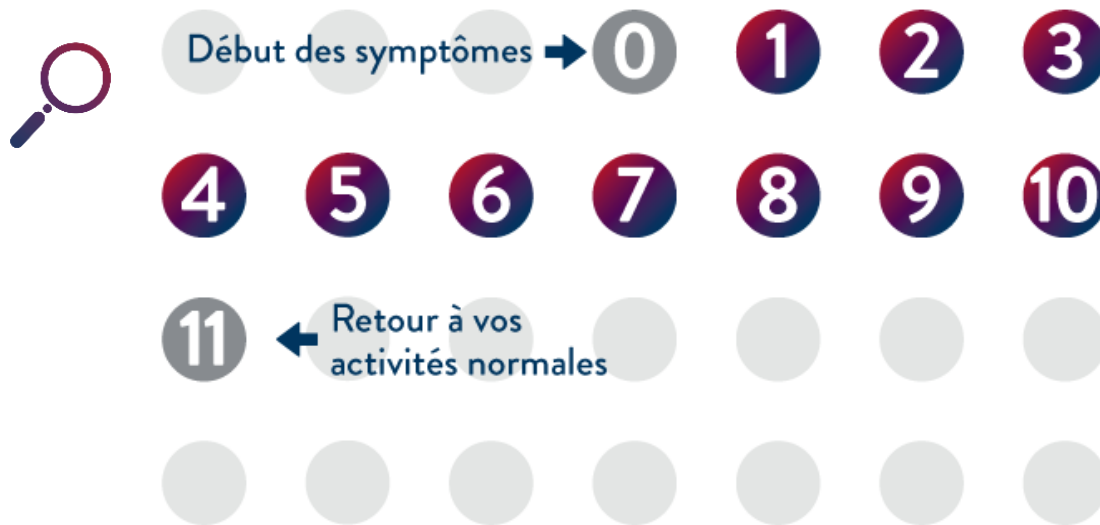 Début des symptômes 0 1 2 3
4 5 6 7 8 9 10
11 Retour à vos
activités normales